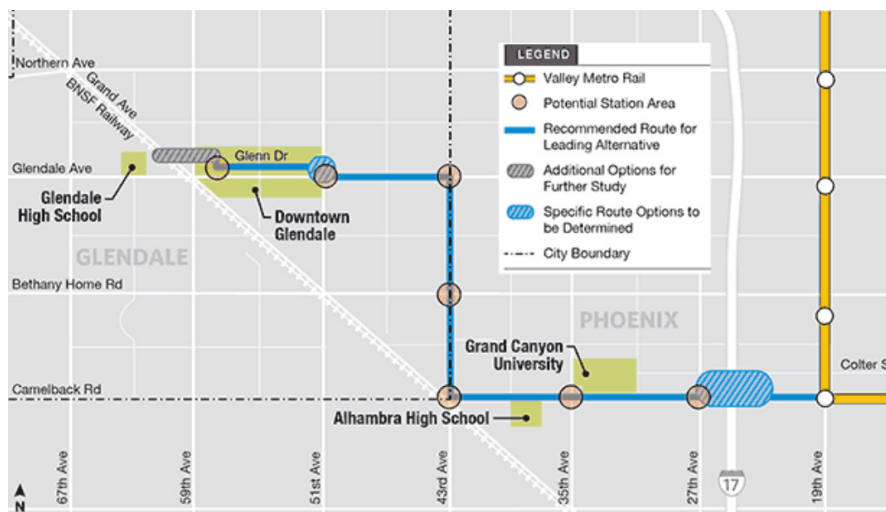 Northern Ave
Grand Ave
BNSF Railway
LEGEND
Valley Metro Rail
Potential Station Area
Recommended Route for
Leading Alternative
Additional Options for
Further Study
Specific Route Options to
be Determined
City Boundary
Glenn Dr
Glendale Ave
Glendale
High School
Downtown
Glendale
GLENDALE
Bethany Home Rd
PHOENIX
Grand Canyon
University
Colter S
Camelback Rd
Alhambra High School
67th Ave
59th Ave
51st Ave
43rd Ave
35th Ave
27th Ave
17
19th Ave
N